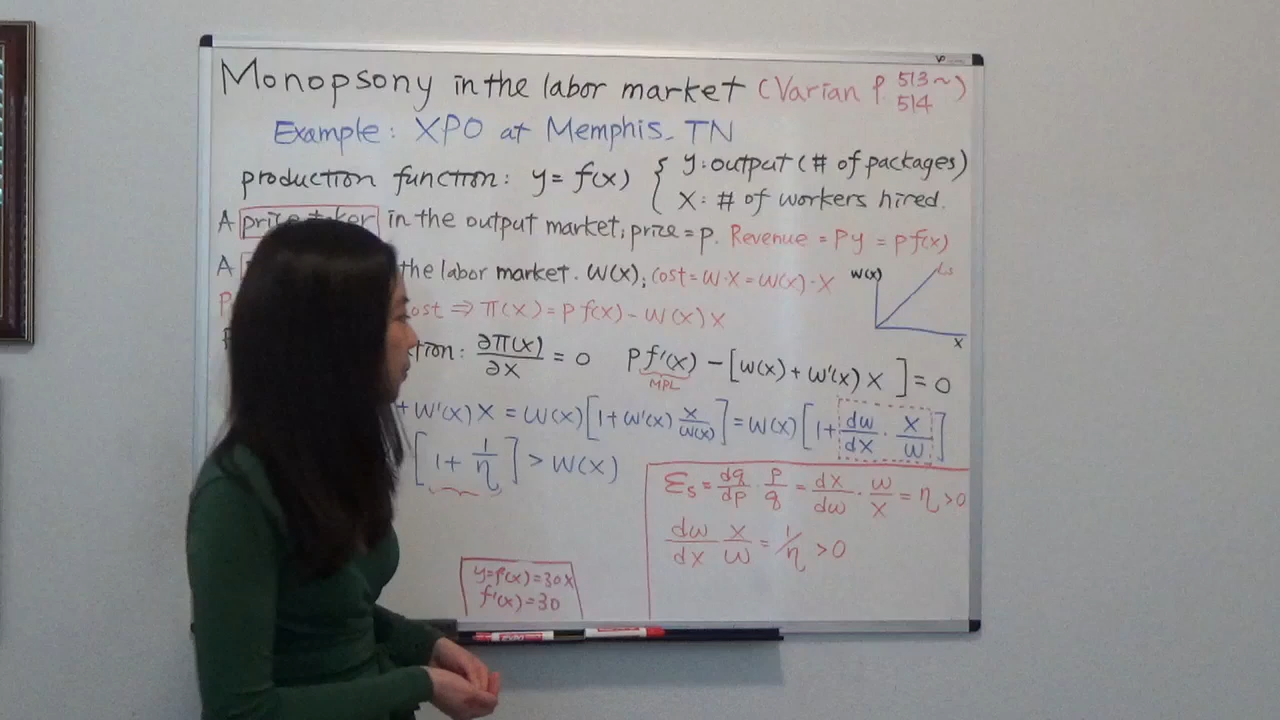 Monopsony in the labor market (Varian P. 513~514)
Example: XPO at Memphis, TN
production function: y = f(x) { y: output (# of packages)
x: # of workers hired.
A price taker in the output market, price = p. Revenue = Py = pf(x)
A the labor market. w(x), Cost = w·x = w(x)·x
ost ⇒ π(x) = p f(x) - w(x) x
w(x)
Ls
x
tion: ∂π(x)/∂x = 0 P f'(x) - [w(x) + w'(x) x ] = 0
MPL
+ w'(x) x = w(x)[1 + w'(x) x/w(x)] = w(x) [1 + dw/dx · x/w]
[1 + 1/η] > w(x)
Es = dq/dp · p/q = dx/dw · w/x = η > 0
dw/dx x/w = 1/η > 0
y=f(x)=30x
f'(x)=30